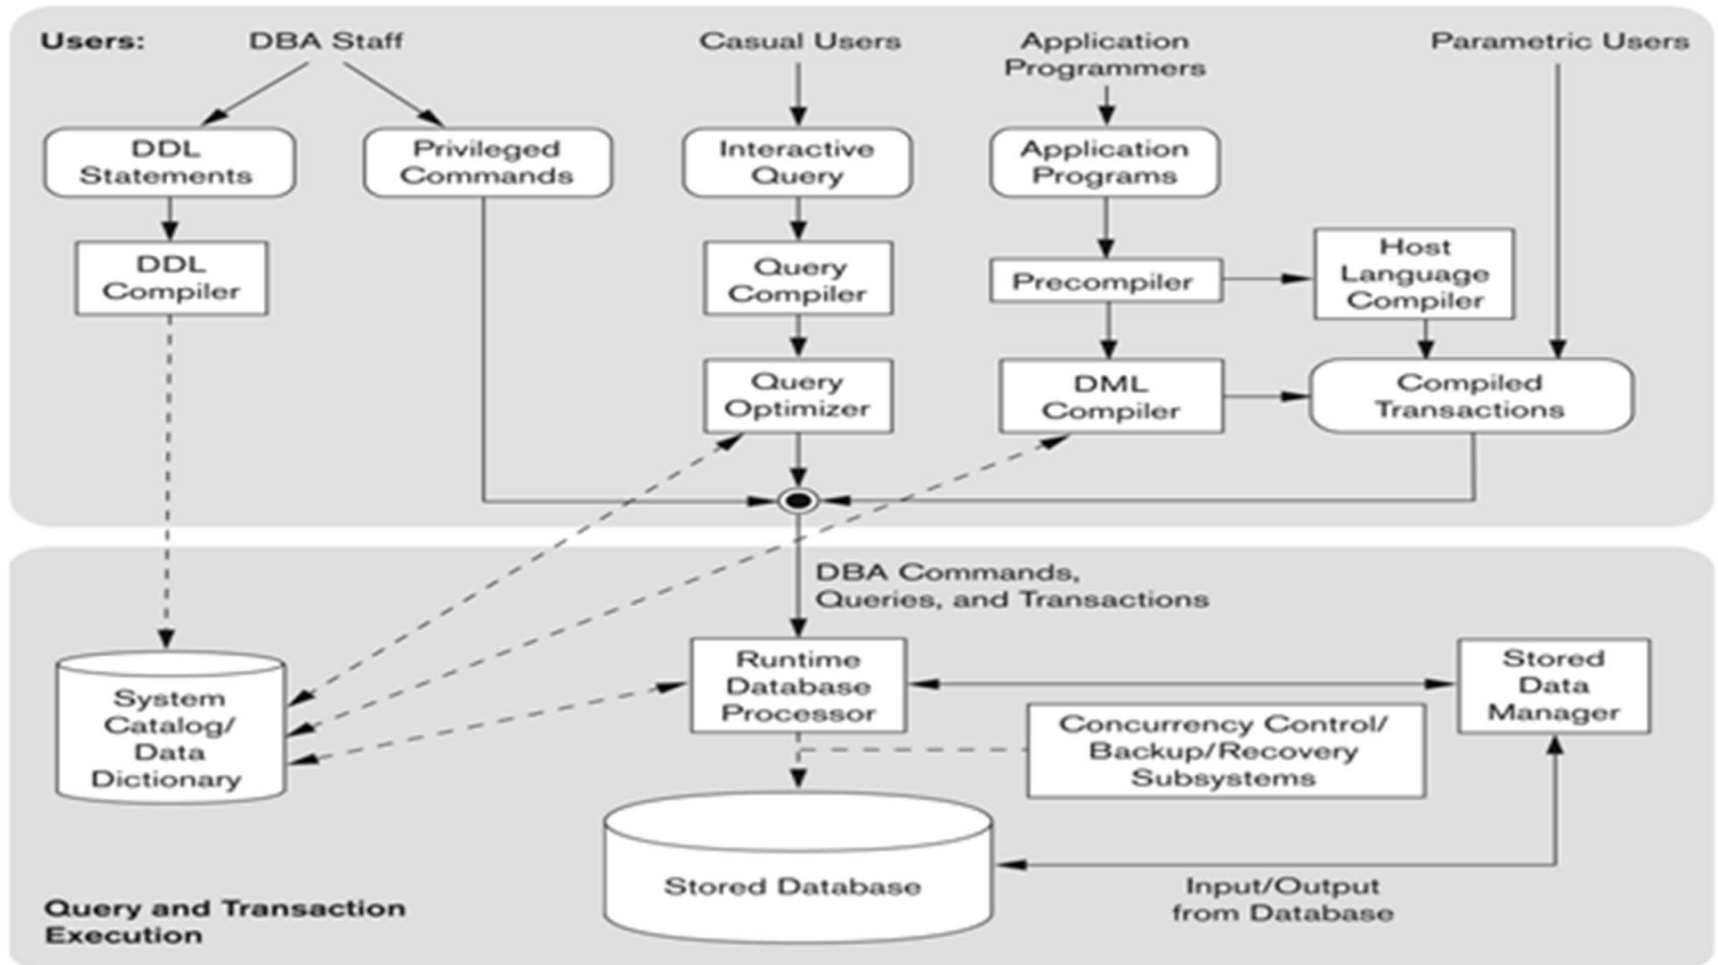 Users:
DBA Staff
Casual Users
Application
Programmers
Parametric Users
DDL
Statements
Privileged
Commands
Interactive
Query
Application
Programs
DDL
Compiler
Query
Compiler
Precompiler
Host
Language
Compiler
Query
Optimizer
DML
Compiler
Compiled
Transactions
DBA Commands,
Queries, and Transactions
System
Catalog/
Data
Dictionary
Runtime
Database
Processor
Stored
Data
Manager
Concurrency Control/
Backup/Recovery
Subsystems
Stored Database
Input/Output
from Database
Query and Transaction
Execution